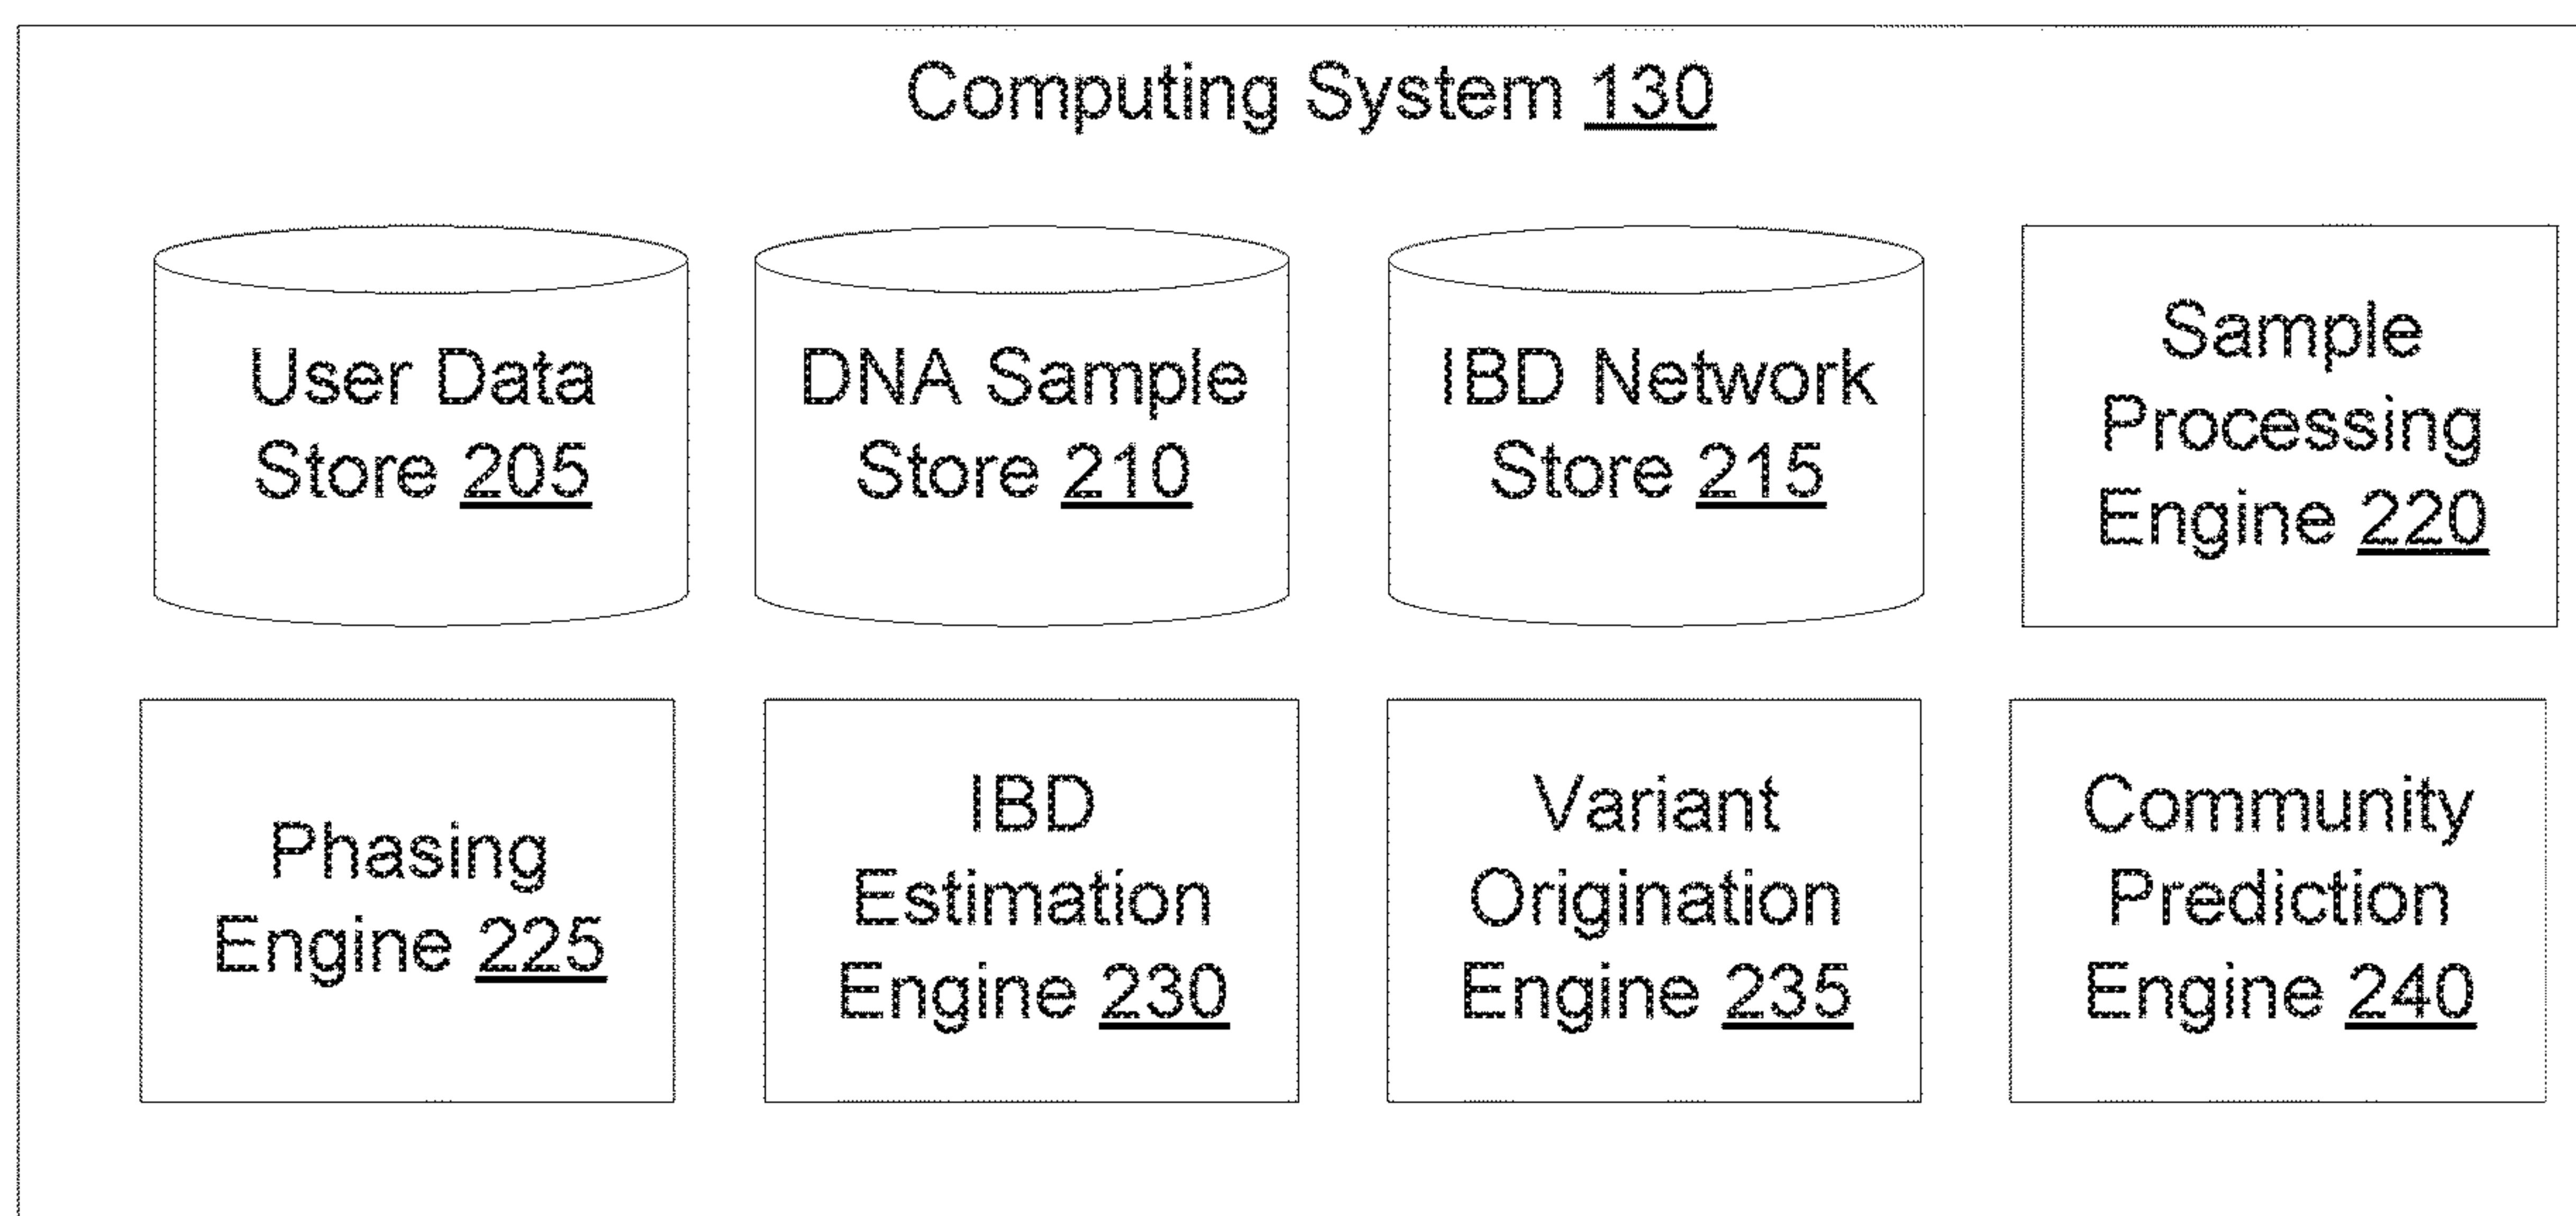 Computing System 130
User Data
Store 205
DNA Sample
Store 210
IBD Network
Store 215
Sample
Processing
Engine 220
Phasing
Engine 225
IBD
Estimation
Engine 230
Variant
Origination
Engine 235
Community
Prediction
Engine 240